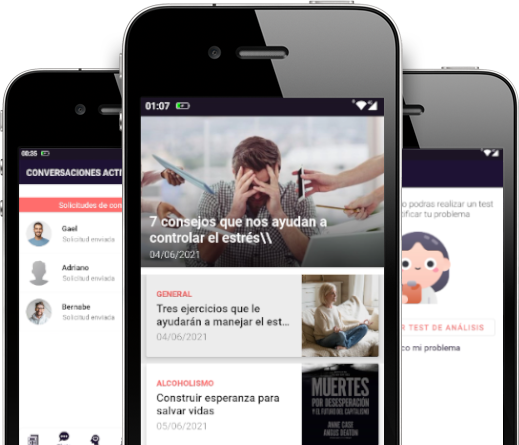 08:35
CONVERSACIONES ACTI
Solicitudes de con
Gael
Solicitud enviada
Adriano
Solicitud enviada
Bernabe
Solicitud enviada
01:07
7 consejos que nos ayudan a
controlar el estrés\\
04/06/2021
GENERAL
Tres ejercicios que le
ayudarán a manejar el est...
04/06/2021
ALCOHOLISMO
Construir esperanza para
salvar vidas
05/06/2021
MUERTES
POR DESESPERACIÓN
Y EL FUTURO DEL CAPITALISMO
ANNE CASE
ANGUS DEATON
o podras realizar un test
tificar tu problema
R TEST DE ANÁLISIS
co mi problema